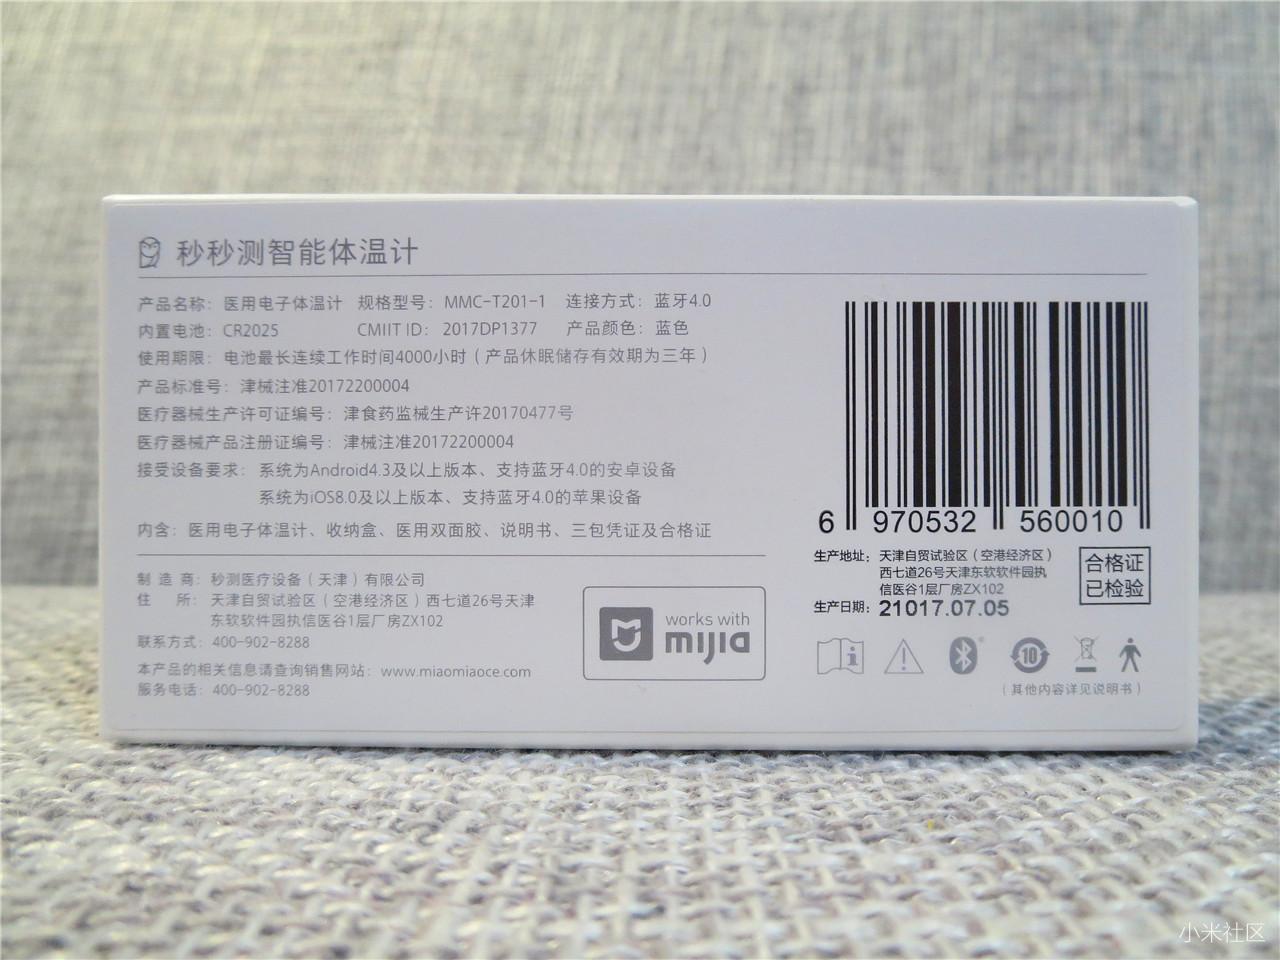 秒秒测智能体温计
产品名称：医用电子体温计 规格型号：MMC-T201-1 连接方式：蓝牙4.0
内置电池：CR2025 CMIIT ID：2017DP1377 产品颜色：蓝色
使用期限：电池最长连续工作时间4000小时（产品休眠储存有效期为三年）
产品标准号：津械注准20172200004
医疗器械生产许可证编号：津食药监械生产许20170477号
医疗器械产品注册证编号：津械注准20172200004
接受设备要求：系统为Android4.3及以上版本、支持蓝牙4.0的安卓设备
系统为iOS8.0及以上版本、支持蓝牙4.0的苹果设备
内含：医用电子体温计、收纳盒、医用双面胶、说明书、三包凭证及合格证
制 造 商：秒测医疗设备（天津）有限公司
住 所：天津自贸试验区（空港经济区）西七道26号天津
东软软件园执信医谷1层厂房ZX102
联系方式：400-902-8288
本产品的相关信息请查询销售网站：www.miaomiaoce.com
服务电话：400-902-8288
works with
mijia
6 970532 560010
生产地址：天津自贸试验区（空港经济区）
西七道26号天津东软软件园执
信医谷1层厂房ZX102
生产日期：21017.07.05
合格证
已检验
10
（其他内容详见说明书）
小米社区